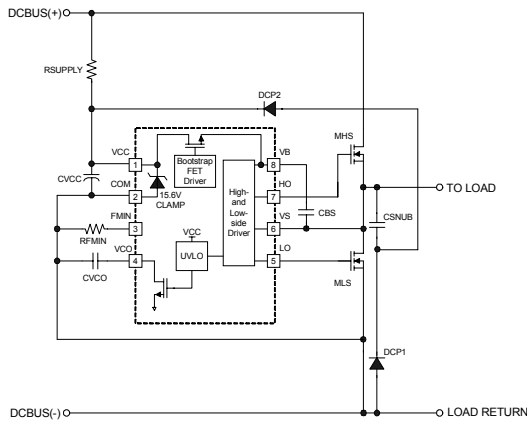 DCBUS(+)
RSUPPLY
DCP2
MHS
VCC
VB
1
8
Bootstrap
FET
Driver
CVCC
COM
HO
TO LOAD
2
7
15.6V
CLAMP
High-
and
Low-
side
Driver
CBS
CSNUB
FMIN
VS
3
6
RFMIN
VCC
VCO
LO
4
UVLO
5
CVCO
MLS
DCP1
DCBUS(-)
LOAD RETURN